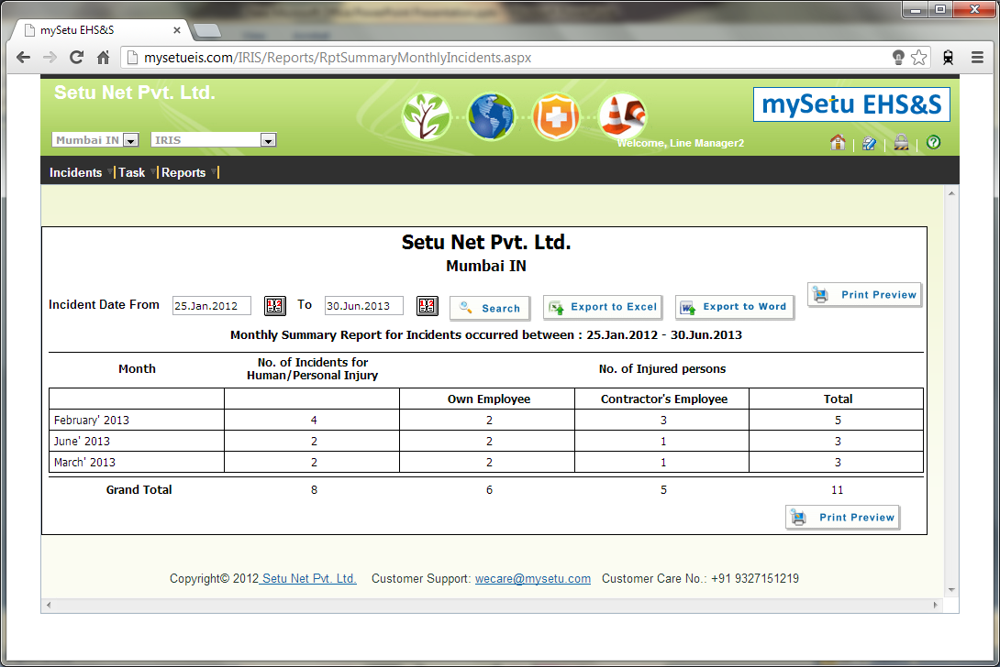 mySetu EHS&S
mysetueis.com/IRIS/Reports/RptSummaryMonthlyIncidents.aspx
Setu Net Pvt. Ltd.
mySetu EHS&S
Mumbai IN IRIS
Welcome, Line Manager2
Incidents Task Reports
Setu Net Pvt. Ltd.
Mumbai IN
Incident Date From 25.Jan.2012 To 30.Jun.2013 Search Export to Excel Export to Word Print Preview
Monthly Summary Report for Incidents occurred between : 25.Jan.2012 - 30.Jun.2013
Month No. of Incidents for Human/Personal Injury No. of Injured persons
Own Employee Contractor's Employee Total
February' 2013 4 2 3 5
June' 2013 2 2 1 3
March' 2013 2 2 1 3
Grand Total 8 6 5 11
Print Preview
Copyright© 2012 Setu Net Pvt. Ltd. Customer Support: wecare@mysetu.com Customer Care No.: +91 9327151219